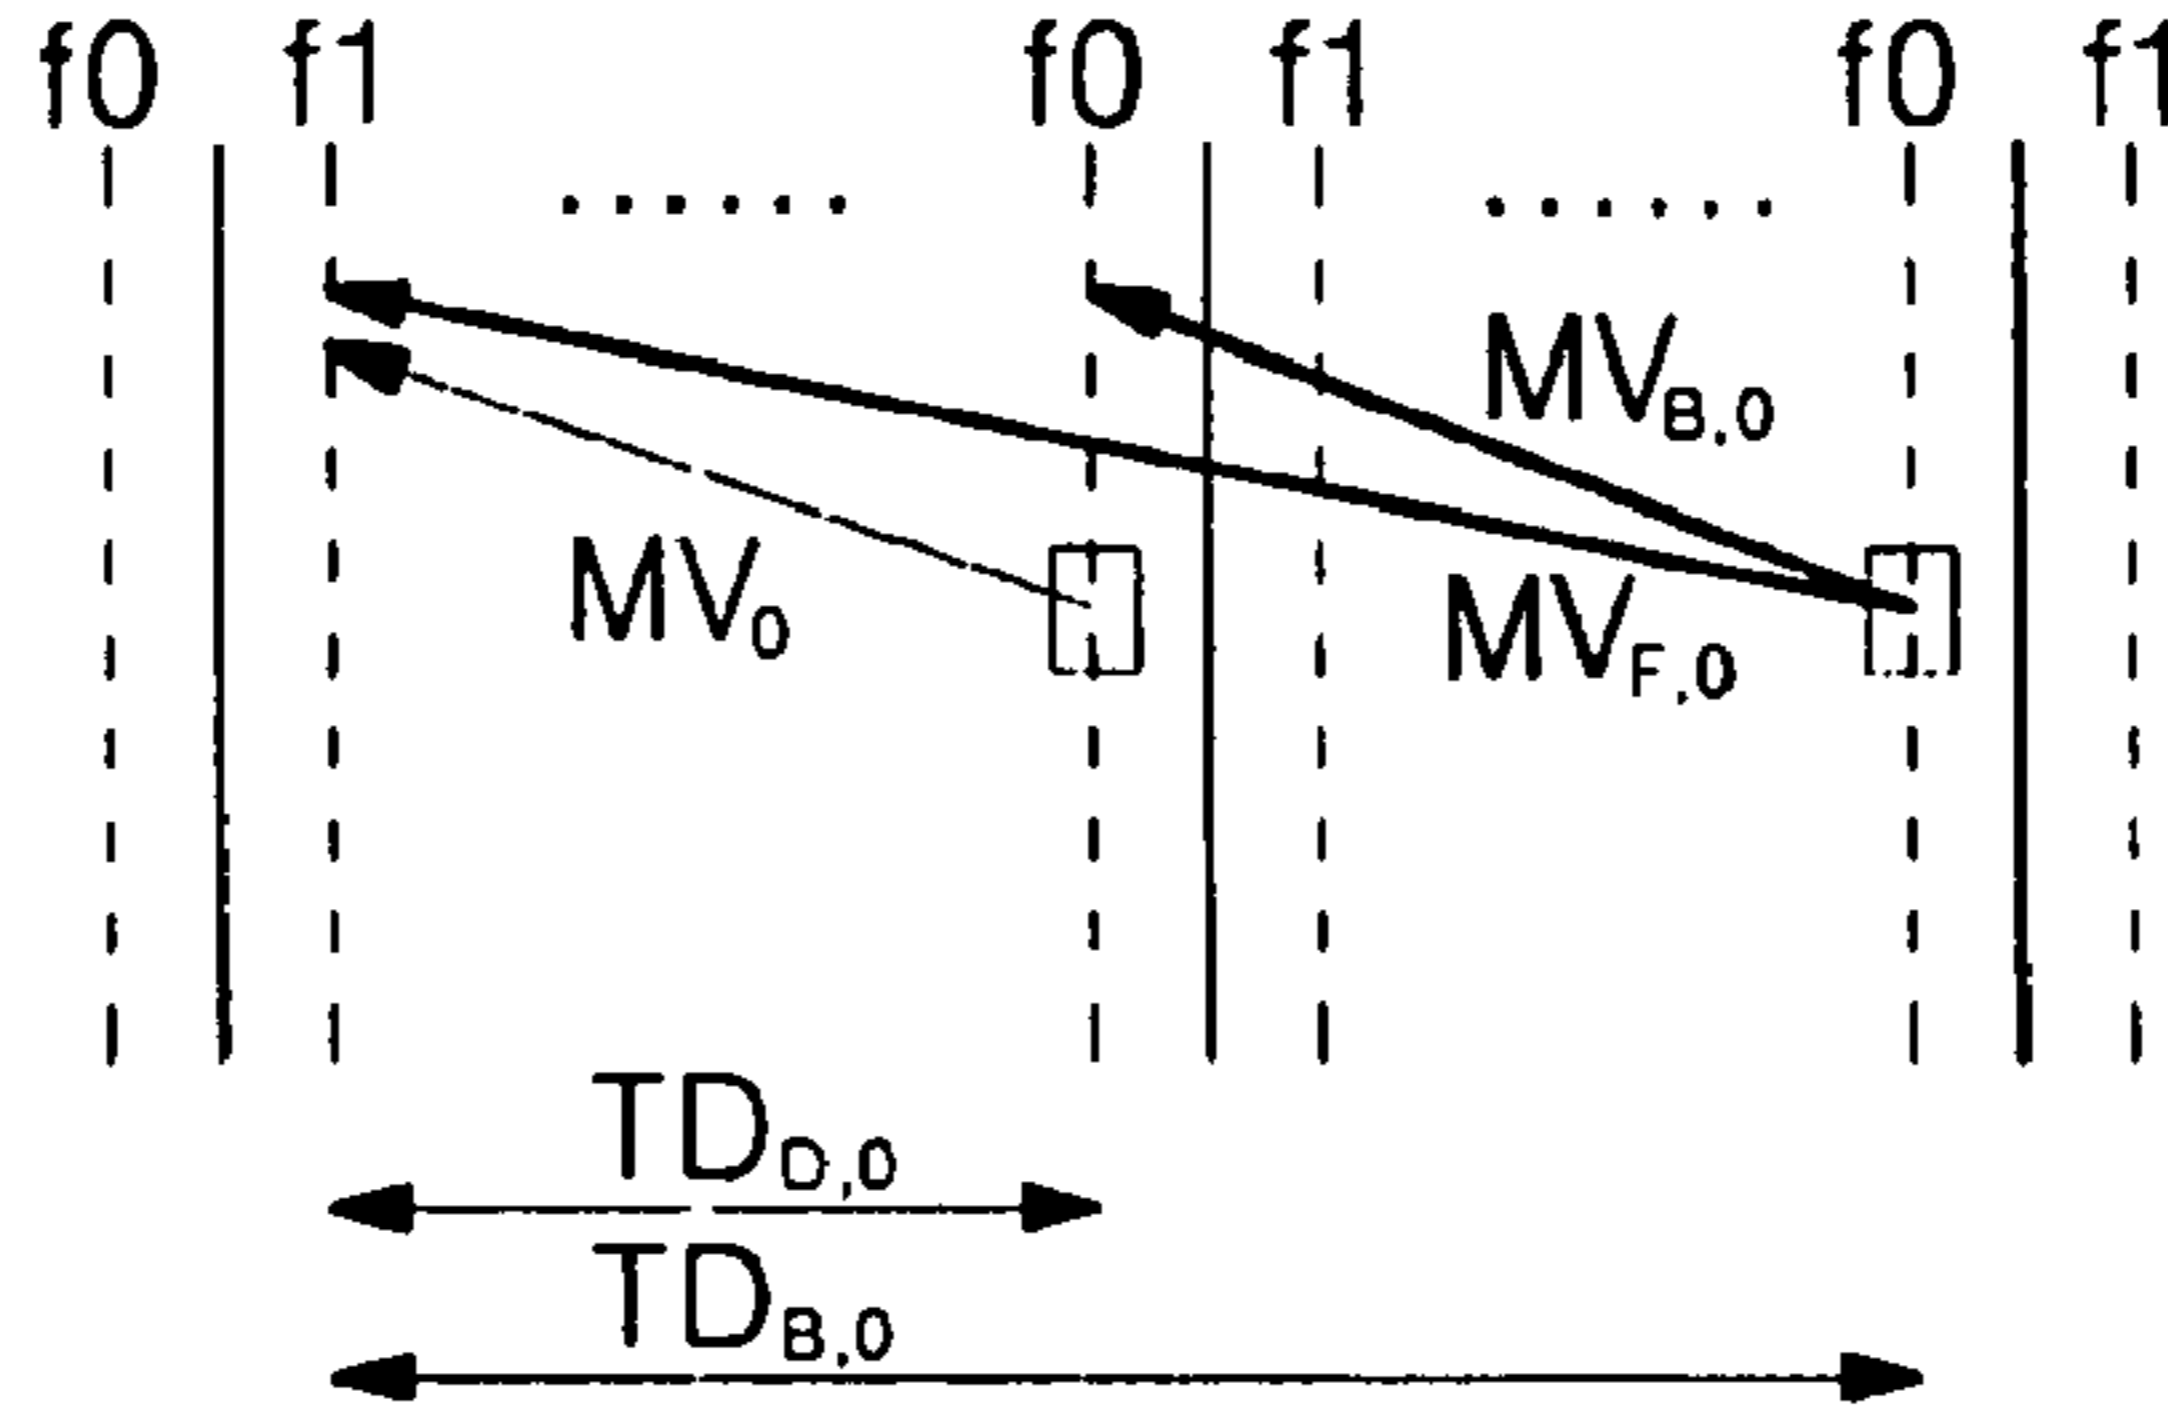 f0 f1 f0 f1 f0 f1
......  ......
MV_B,0
MV_0 MV_F,0
TD_D,0
TD_B,0